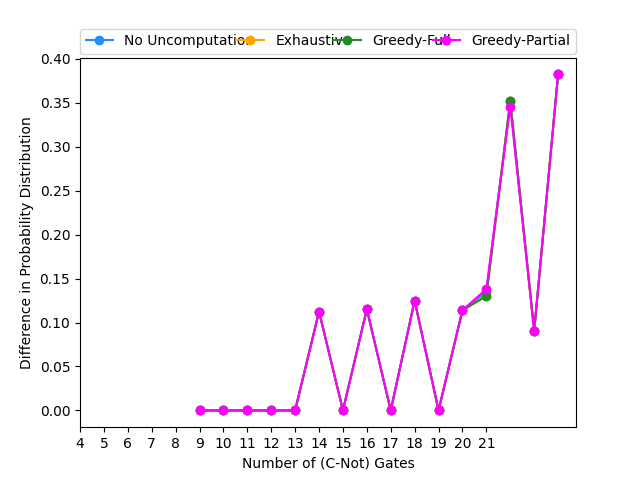 No Uncomputation Exhaustive Greedy-Full Greedy-Partial
0.40
0.35
0.30
0.25
0.20
0.15
0.10
0.05
0.00
Difference in Probability Distribution
4 5 6 7 8 9 10 11 12 13 14 15 16 17 18 19 20 21
Number of (C-Not) Gates